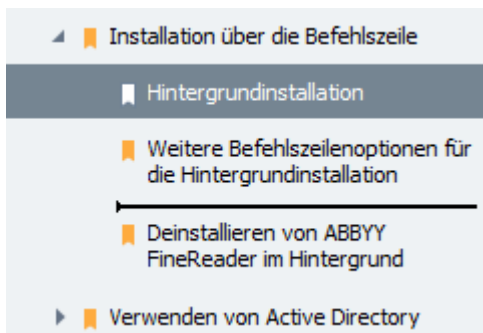 Installation über die Befehlszeile
Hintergrundinstallation
Weitere Befehlszeilenoptionen für
die Hintergrundinstallation
Deinstallieren von ABBYY
FineReader im Hintergrund
Verwenden von Active Directory